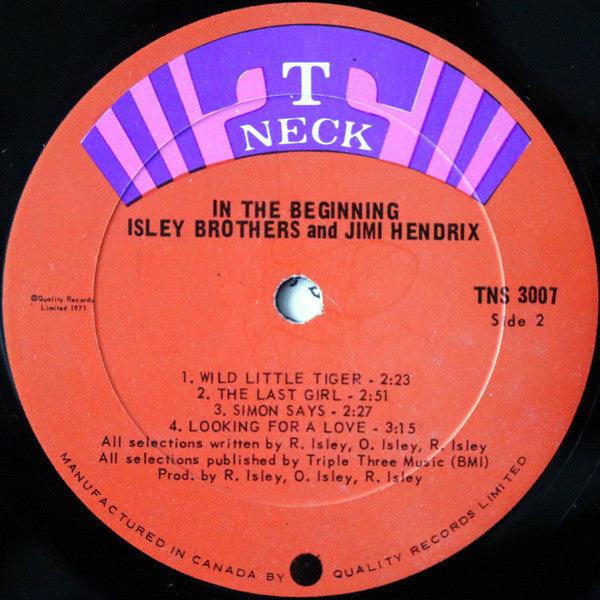 T
NECK
IN THE BEGINNING
ISLEY BROTHERS and JIMI HENDRIX
©Quality Records
Limited 1971
TNS 3007
Side 2
1. WILD LITTLE TIGER - 2:23
2. THE LAST GIRL - 2:51
3. SIMON SAYS - 2:27
4. LOOKING FOR A LOVE - 3:15
All selections written by R. Isley, O. Isley, R. Isley
All selections published by Triple Three Music (BMI)
Prod. by R. Isley, O. Isley, R. Isley
MANUFACTURED IN CANADA BY QUALITY RECORDS LIMITED